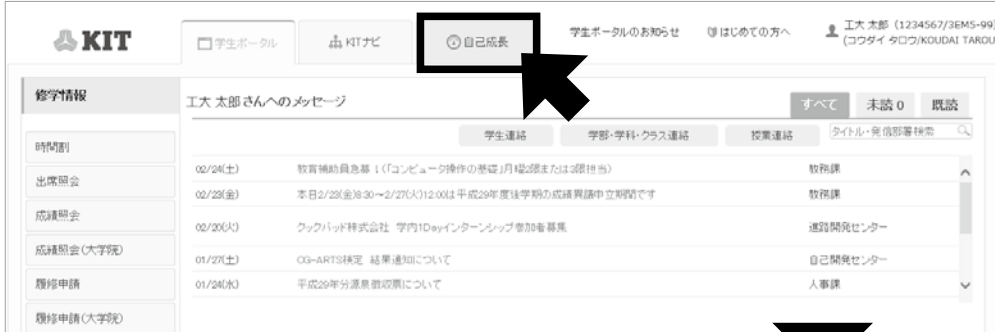 KIT
学生ポータル
KITナビ
自己成長
学生ポータルのお知らせ
はじめての方へ
工大 太郎 (1234567/3EM5-99)
(コウダイ タロウ/KOUDAI TAROU
修学情報
時間割
出席照会
成績照会
成績照会(大学院)
履修申請
履修申請(大学院)
工大 太郎さんへのメッセージ
すべて
未読 0
既読
学生連絡
学部・学科・クラス連絡
授業連絡
タイトル・発信部署検索
02/24(土) 教育補助員急募!(「コンピュータ操作の基礎」月曜2限または3限担当) 教務課
02/23(金) 本日2/23(金)8:30~2/27(火)12:00は平成29年度後学期の成績異議申立期間です 教務課
02/20(火) クックパッド株式会社 学内1Dayインターンシップ参加者募集 進路開発センター
01/27(土) CG-ARTS検定 結果通知について 自己開発センター
01/24(水) 平成29年分源泉徴収票について 人事課